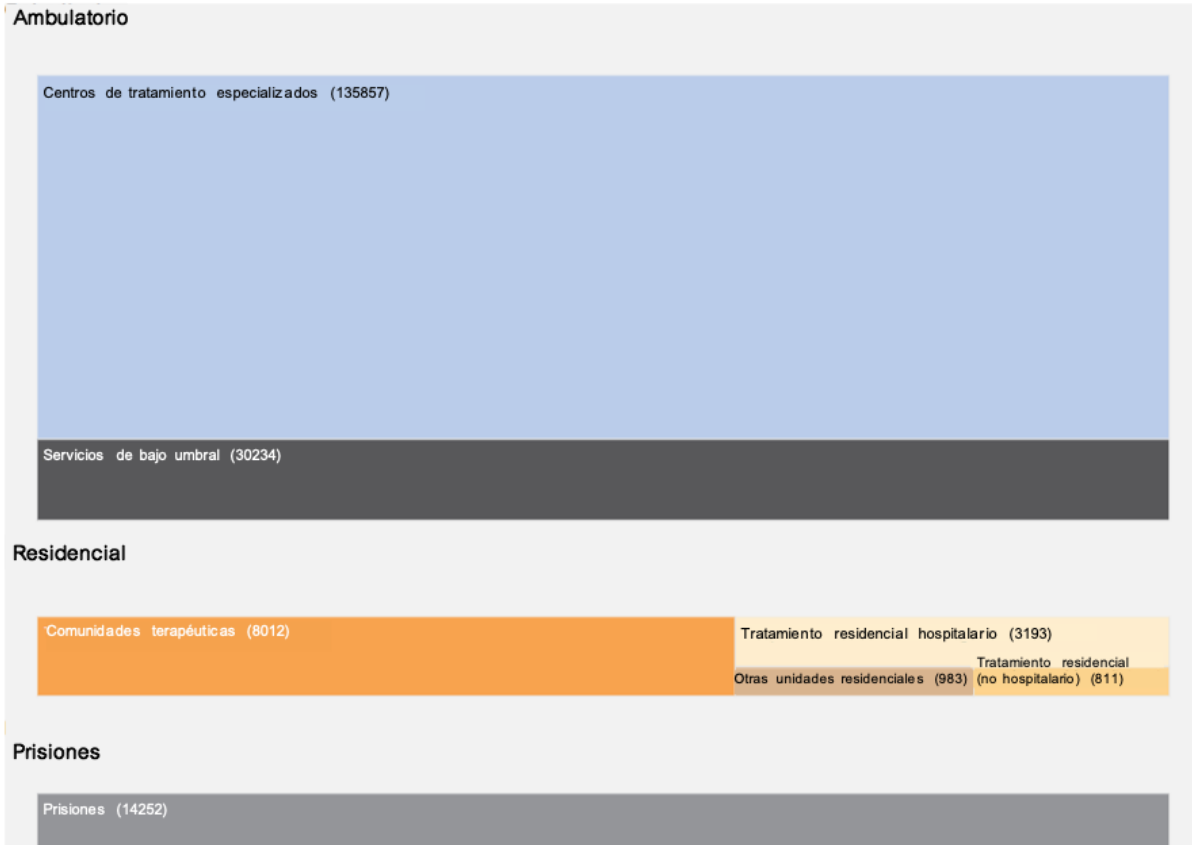 Ambulatorio
Centros de tratamiento especializados (135857)
Servicios de bajo umbral (30234)
Residencial
Comunidades terapéuticas (8012)
Tratamiento residencial hospitalario (3193)
Otras unidades residenciales (983)
Tratamiento residencial
(no hospitalario) (811)
Prisiones
Prisiones (14252)